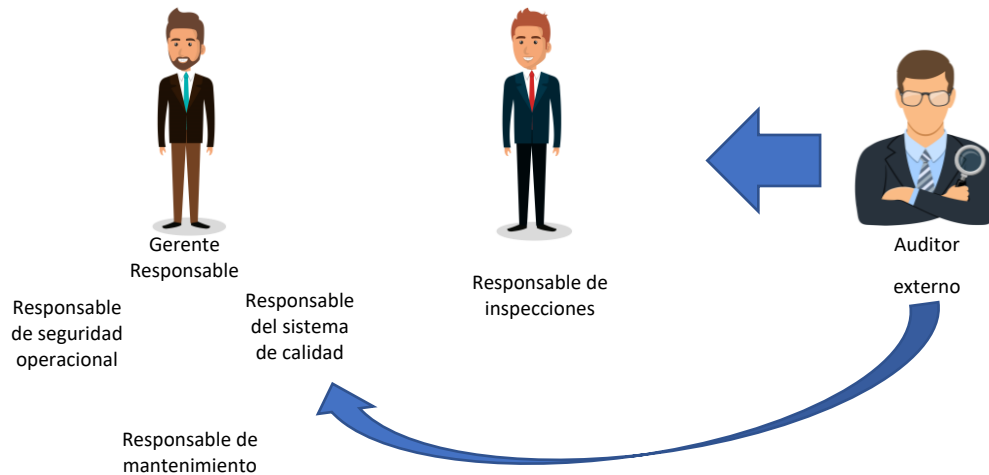 Gerente
Responsable
Responsable
de seguridad
operacional
Responsable
del sistema
de calidad
Responsable de
mantenimiento
Responsable de
inspecciones
Auditor
externo